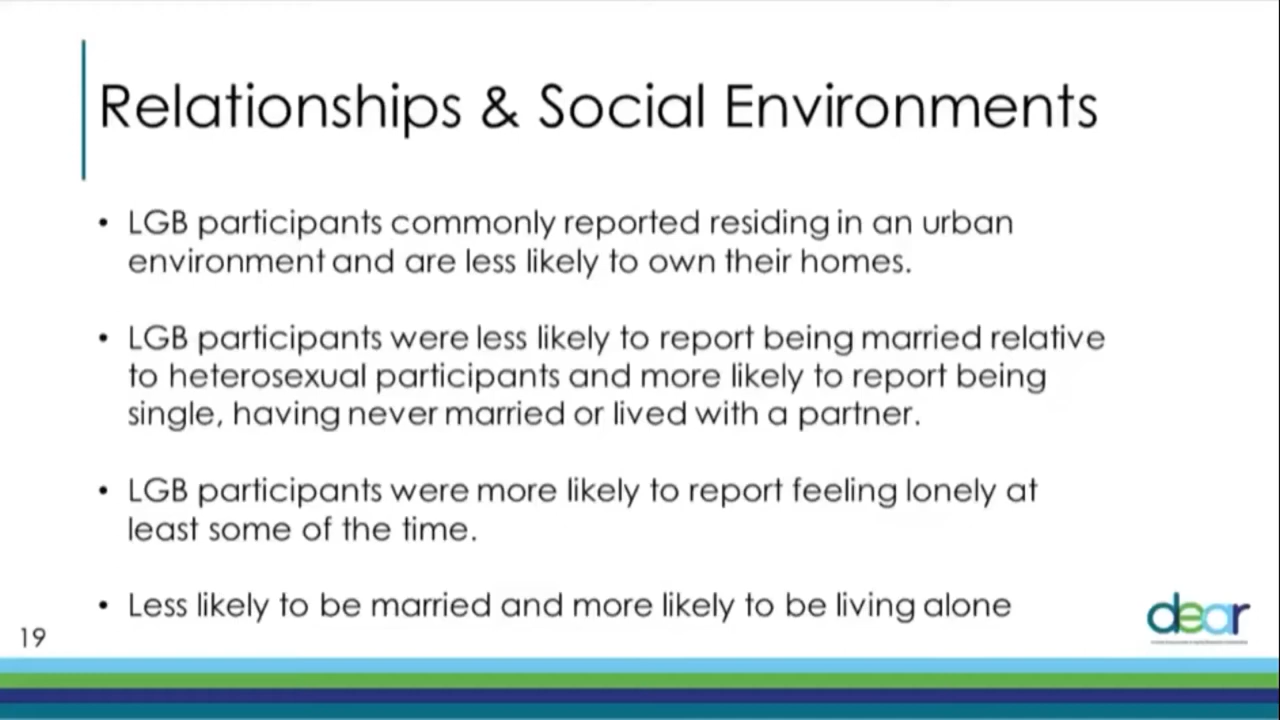 Relationships & Social Environments
• LGB participants commonly reported residing in an urban
environment and are less likely to own their homes.
• LGB participants were less likely to report being married relative
to heterosexual participants and more likely to report being
single, having never married or lived with a partner.
• LGB participants were more likely to report feeling lonely at
least some of the time.
• Less likely to be married and more likely to be living alone
19
dear